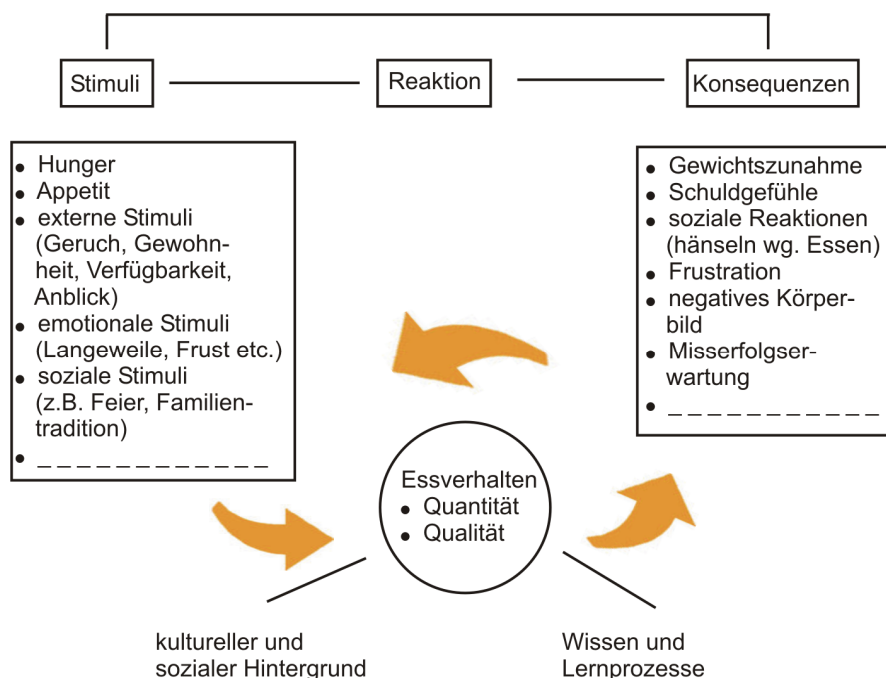 Stimuli
Reaktion
Konsequenzen
• Hunger
• Appetit
• externe Stimuli
(Geruch, Gewohn-
heit, Verfügbarkeit,
Anblick)
• emotionale Stimuli
(Langeweile, Frust etc.)
• soziale Stimuli
(z.B. Feier, Familien-
tradition)
• _ _ _ _ _ _ _ _ _ _ _ _
• Gewichtszunahme
• Schuldgefühle
• soziale Reaktionen
(hänseln wg. Essen)
• Frustration
• negatives Körper-
bild
• Misserfolgser-
wartung
• _ _ _ _ _ _ _ _ _ _ _
Essverhalten
• Quantität
• Qualität
kultureller und
sozialer Hintergrund
Wissen und
Lernprozesse